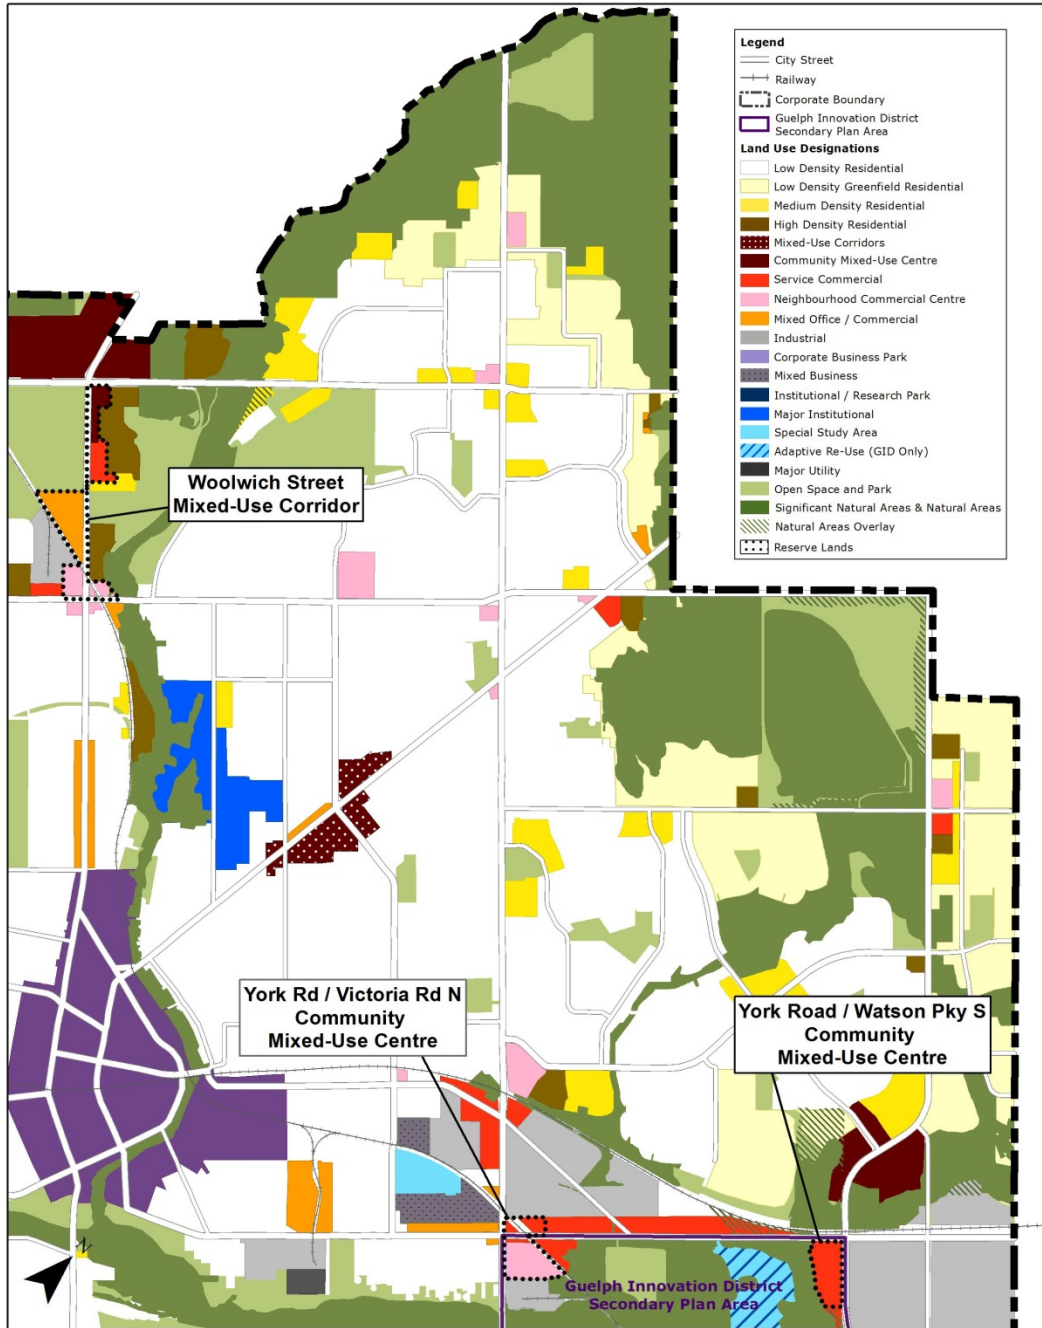 Legend
City Street
Railway
Corporate Boundary
Guelph Innovation District
Secondary Plan Area
Land Use Designations
Low Density Residential
Low Density Greenfield Residential
Medium Density Residential
High Density Residential
Mixed-Use Corridors
Community Mixed-Use Centre
Service Commercial
Neighbourhood Commercial Centre
Mixed Office / Commercial
Industrial
Corporate Business Park
Mixed Business
Institutional / Research Park
Major Institutional
Special Study Area
Adaptive Re-Use (GID Only)
Major Utility
Open Space and Park
Significant Natural Areas & Natural Areas
Natural Areas Overlay
Reserve Lands
Woolwich Street
Mixed-Use Corridor
York Rd / Victoria Rd N
Community
Mixed-Use Centre
York Road / Watson Pky S
Community
Mixed-Use Centre
N
Guelph Innovation District
Secondary Plan Area